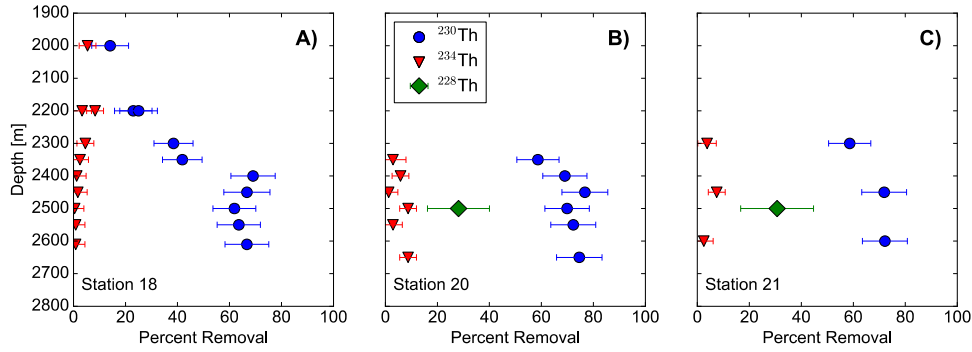 A)
B)
C)
²³⁰Th
²³⁴Th
²²⁸Th
1900
2000
2100
2200
2300
2400
2500
2600
2700
2800
Depth [m]
Station 18
Station 20
Station 21
0 20 40 60 80 100
0 20 40 60 80 100
0 20 40 60 80 100
Percent Removal
Percent Removal
Percent Removal